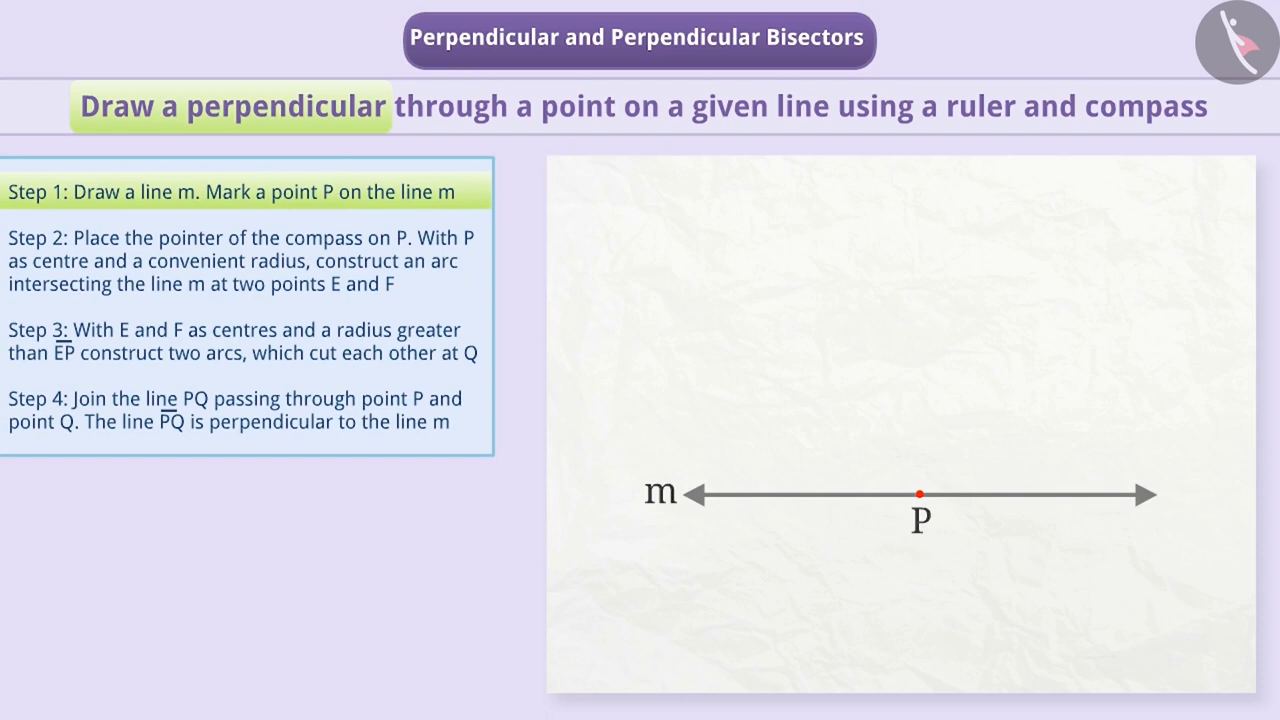 Perpendicular and Perpendicular Bisectors
Draw a perpendicular through a point on a given line using a ruler and compass
Step 1: Draw a line m. Mark a point P on the line m
Step 2: Place the pointer of the compass on P. With P
as centre and a convenient radius, construct an arc
intersecting the line m at two points E and F
Step 3: With E and F as centres and a radius greater
than E̅P̅ construct two arcs, which cut each other at Q
Step 4: Join the line PQ passing through point P and
point Q. The line P̅Q̅ is perpendicular to the line m
m
P